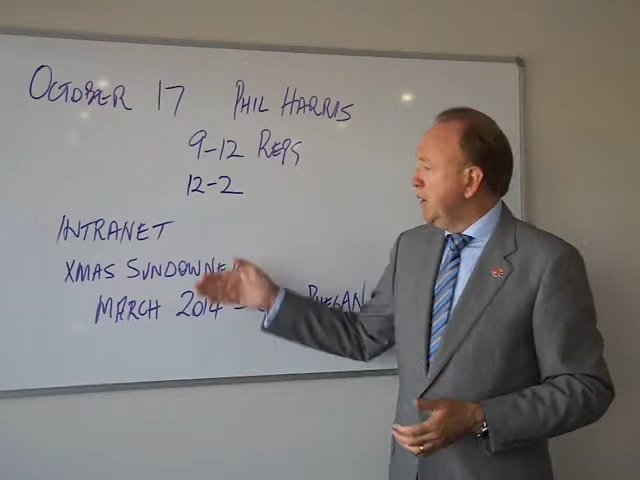 OCTOBER 17 PHIL HARRIS
9-12 REPS
12-2
INTRANET
XMAS SUNDOWNER
MARCH 2014 -